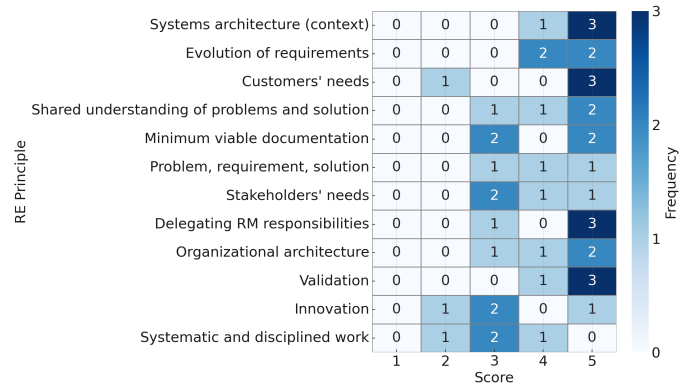 Systems architecture (context) 0 0 0 1 3
Evolution of requirements 0 0 0 2 2
Customers' needs 0 1 0 0 3
Shared understanding of problems and solution 0 0 1 1 2
Minimum viable documentation 0 0 2 0 2
Problem, requirement, solution 0 0 1 1 1
Stakeholders' needs 0 0 2 1 1
Delegating RM responsibilities 0 0 1 0 3
Organizational architecture 0 0 1 1 2
Validation 0 0 0 1 3
Innovation 0 1 2 0 1
Systematic and disciplined work 0 1 2 1 0
1 2 3 4 5
Score
RE Principle
3
2
1
0
Frequency